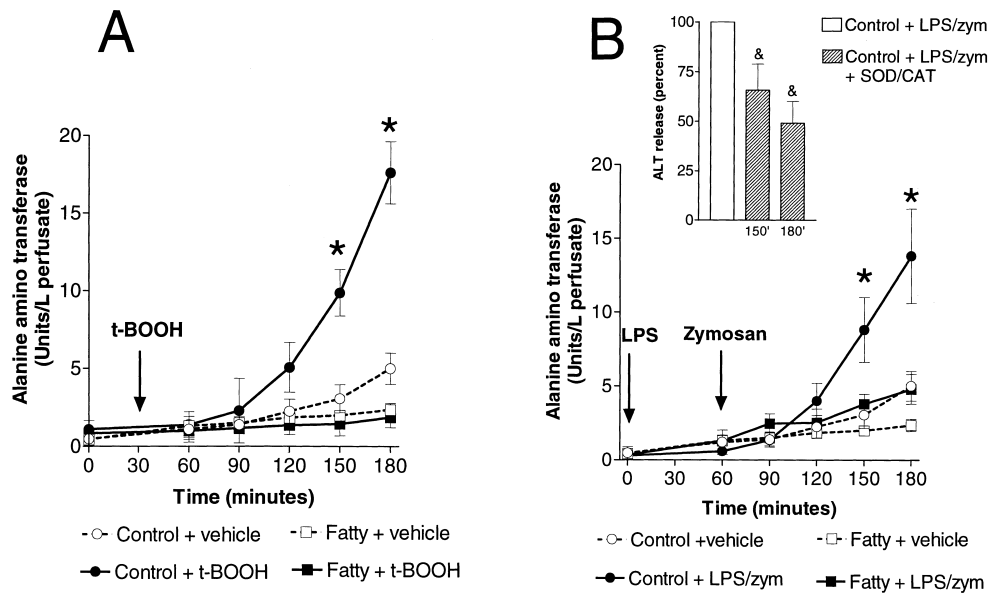 A
20
15
10
5
0
Alanine amino transferase
(Units/L perfusate)
t-BOOH
*
*
0 30 60 90 120 150 180
Time (minutes)
Control + vehicle
Fatty + vehicle
Control + t-BOOH
Fatty + t-BOOH
B
100
75
50
25
0
ALT release (percent)
&
&
150' 180'
Control + LPS/zym
Control + LPS/zym
+ SOD/CAT
20
15
10
5
0
Alanine amino transferase
(Units/L perfusate)
LPS
Zymosan
*
*
0 30 60 90 120 150 180
Time (minutes)
Control +vehicle
Fatty + vehicle
Control + LPS/zym
Fatty + LPS/zym